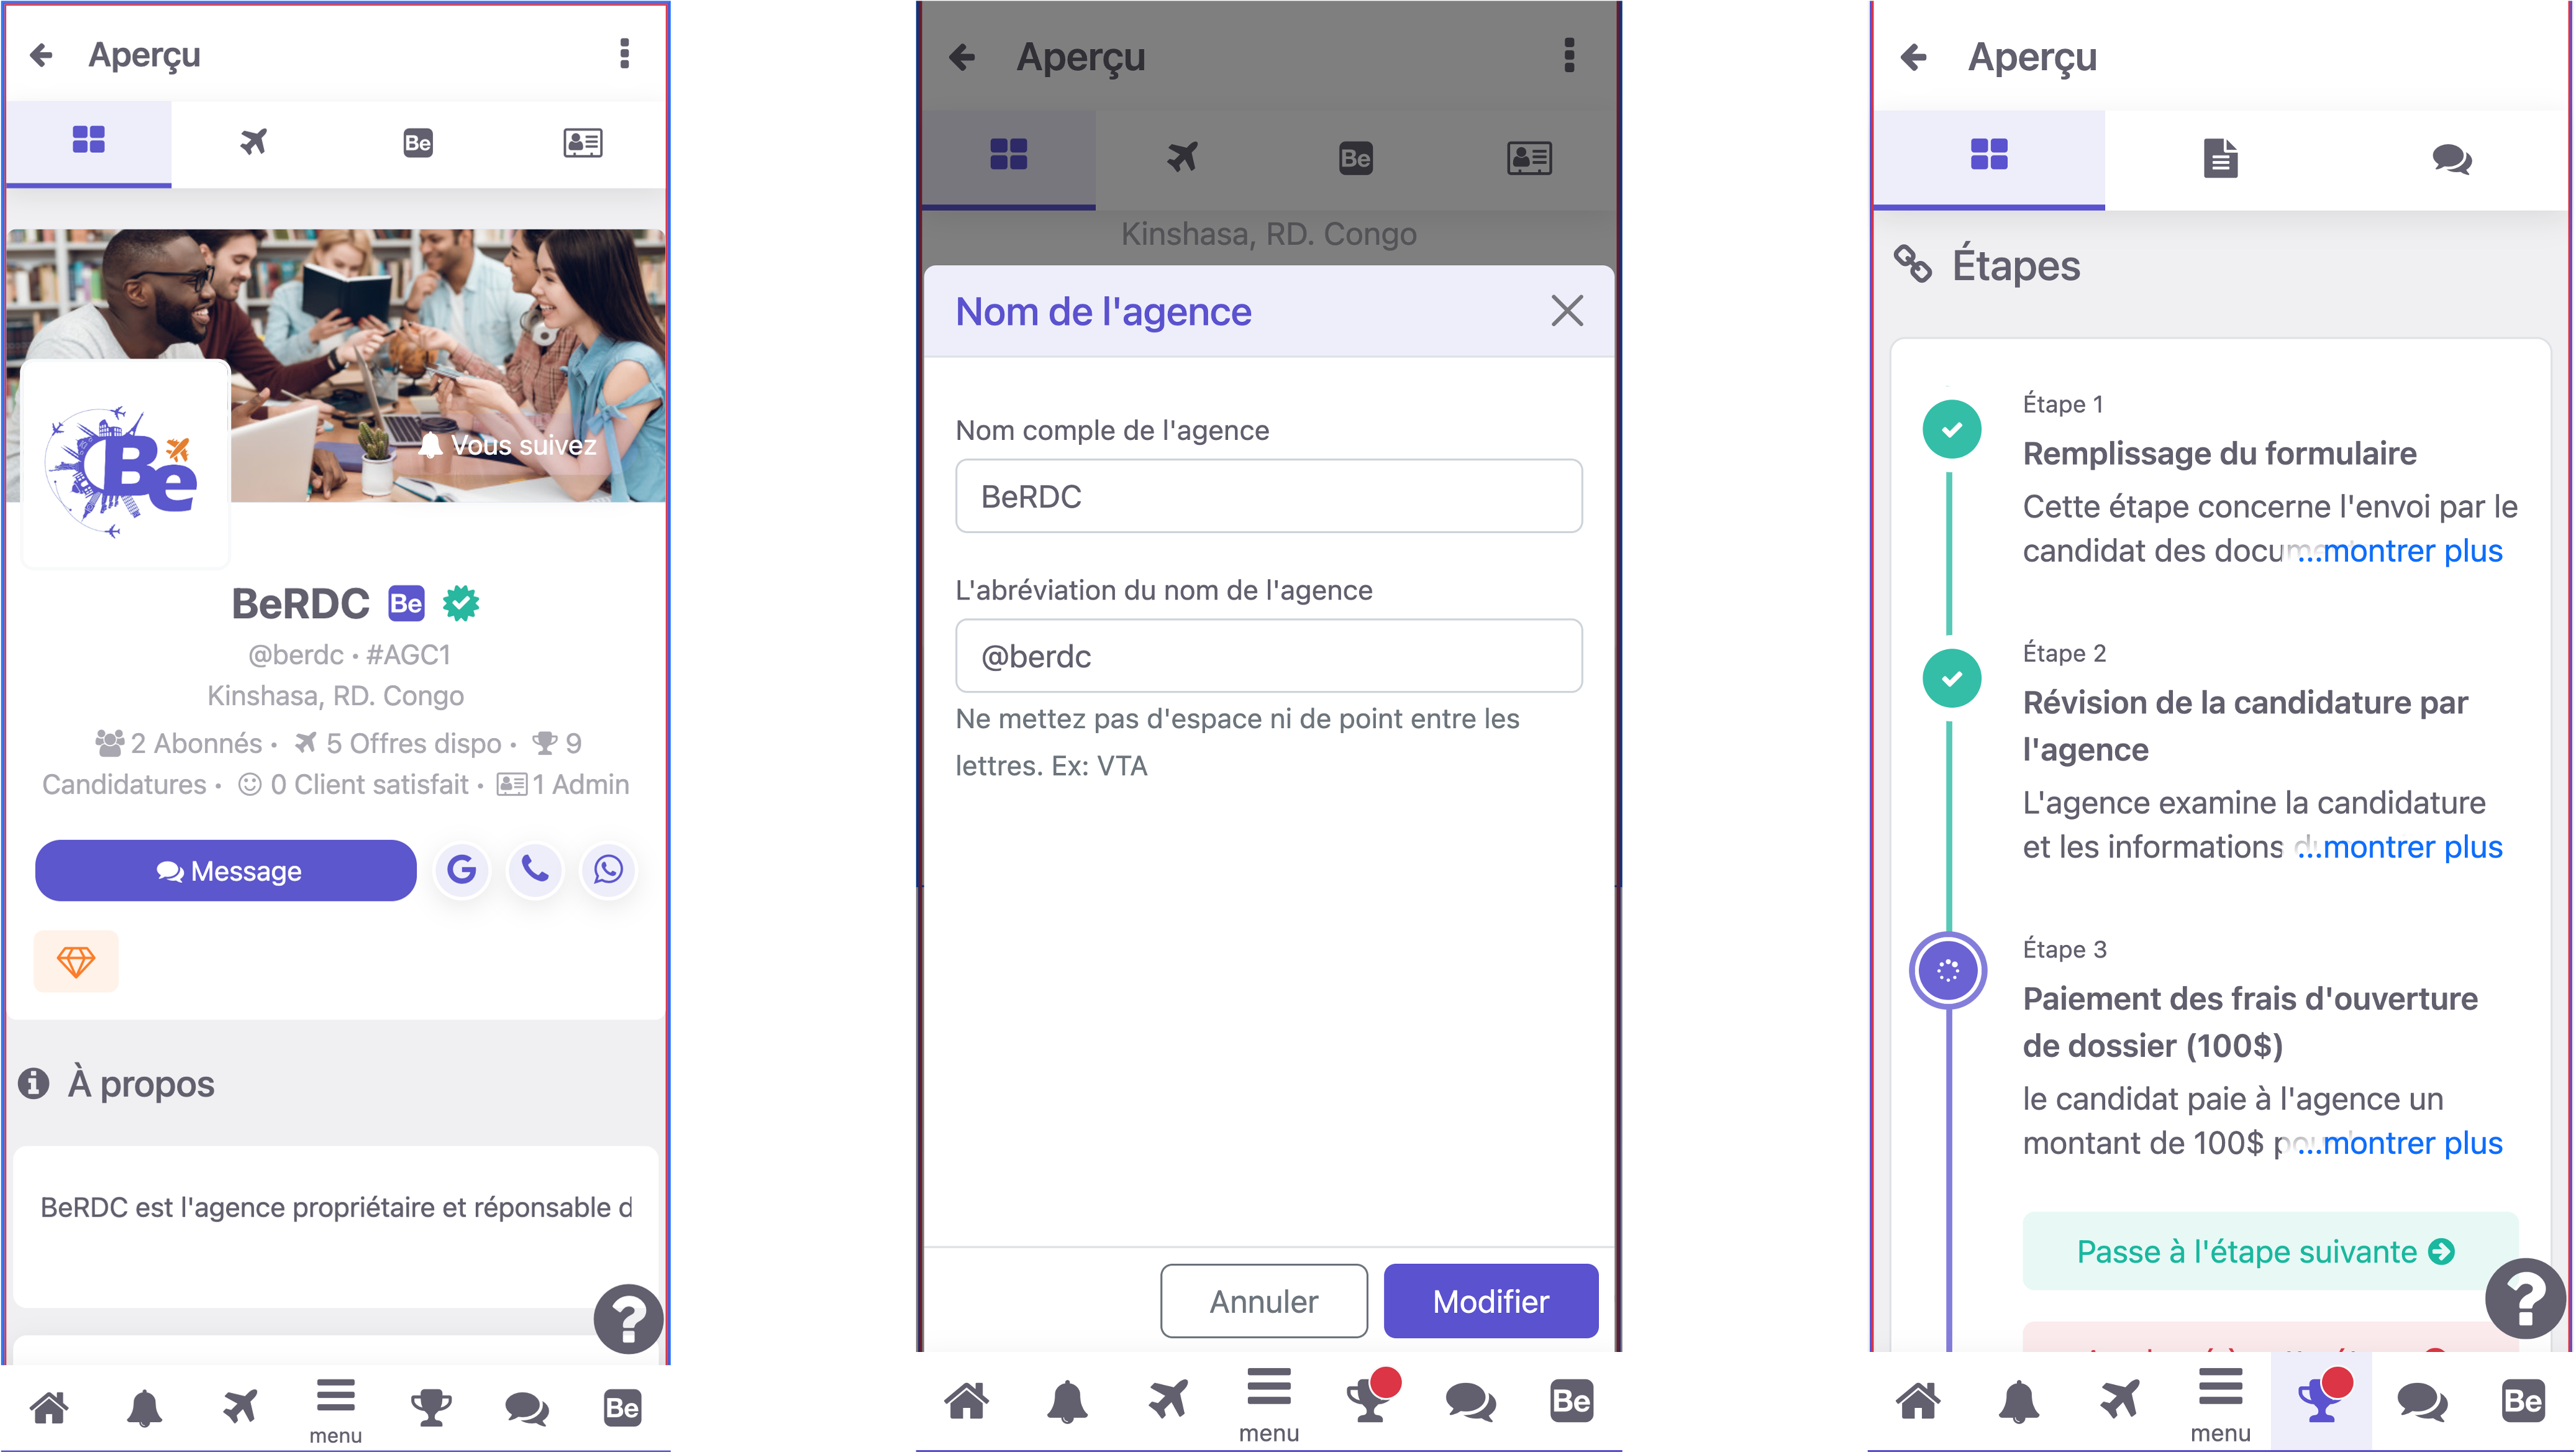 Aperçu
Be
Vous suivez
Be
BeRDC Be
@berdc • #AGC1
Kinshasa, RD. Congo
2 Abonnés • 5 Offres dispo • 9
Candidatures • 0 Client satisfait • 1 Admin
Message
À propos
BeRDC est l'agence propriétaire et réponsable d
?
menu
Be
Aperçu
Be
Kinshasa, RD. Congo
Nom de l'agence
Nom comple de l'agence
BeRDC
L'abréviation du nom de l'agence
@berdc
Ne mettez pas d'espace ni de point entre les
lettres. Ex: VTA
Annuler
Modifier
menu
Be
Aperçu
Étapes
Étape 1
Remplissage du formulaire
Cette étape concerne l'envoi par le
candidat des docum...montrer plus
Étape 2
Révision de la candidature par
l'agence
L'agence examine la candidature
et les informations d...montrer plus
Étape 3
Paiement des frais d'ouverture
de dossier (100$)
le candidat paie à l'agence un
montant de 100$ pou...montrer plus
Passe à l'étape suivante
?
menu
Be